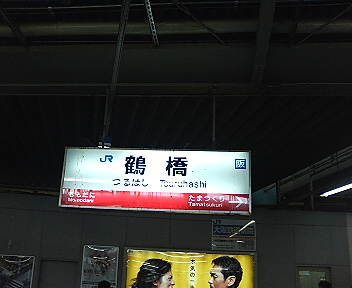 JR 鶴橋 阪
つるはし Tsuruhashi
ももだに たまつくり
Momodani Tamatsukuri